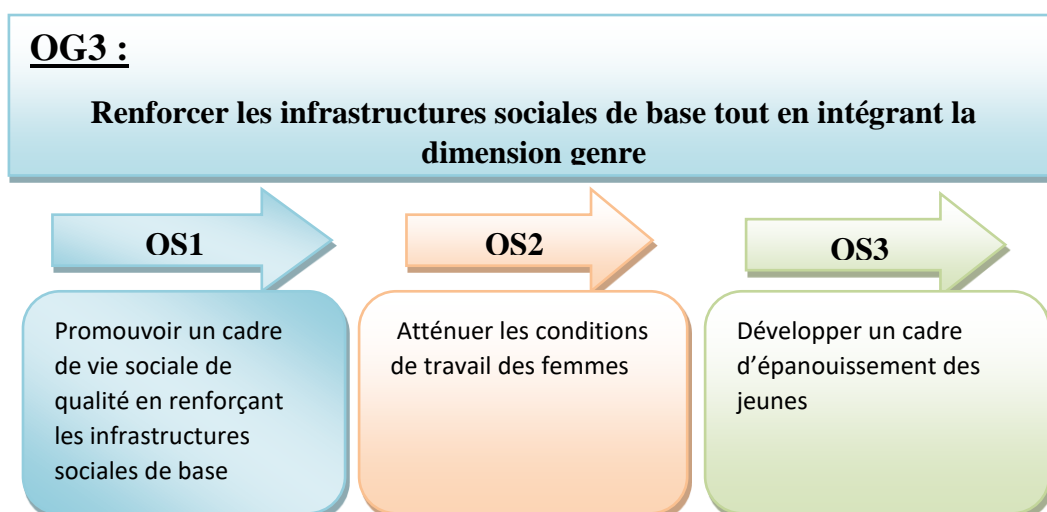 OG3 :
Renforcer les infrastructures sociales de base tout en intégrant la
dimension genre
OS1
OS2
OS3
Promouvoir un cadre
de vie sociale de
qualité en renforçant
les infrastructures
sociales de base
Atténuer les conditions
de travail des femmes
Développer un cadre
d’épanouissement des
jeunes